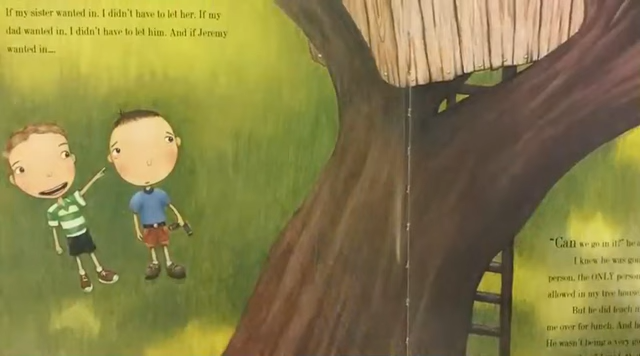 If my sister wanted in, I didn't have to let her. If my
dad wanted in, I didn't have to let him. And if Jeremy
wanted in....
"Can we go in it?" he
I knew he was
person, the ONLY person
allowed in my tree house
But he did teach
me over for lunch. And
He wasn't being a very